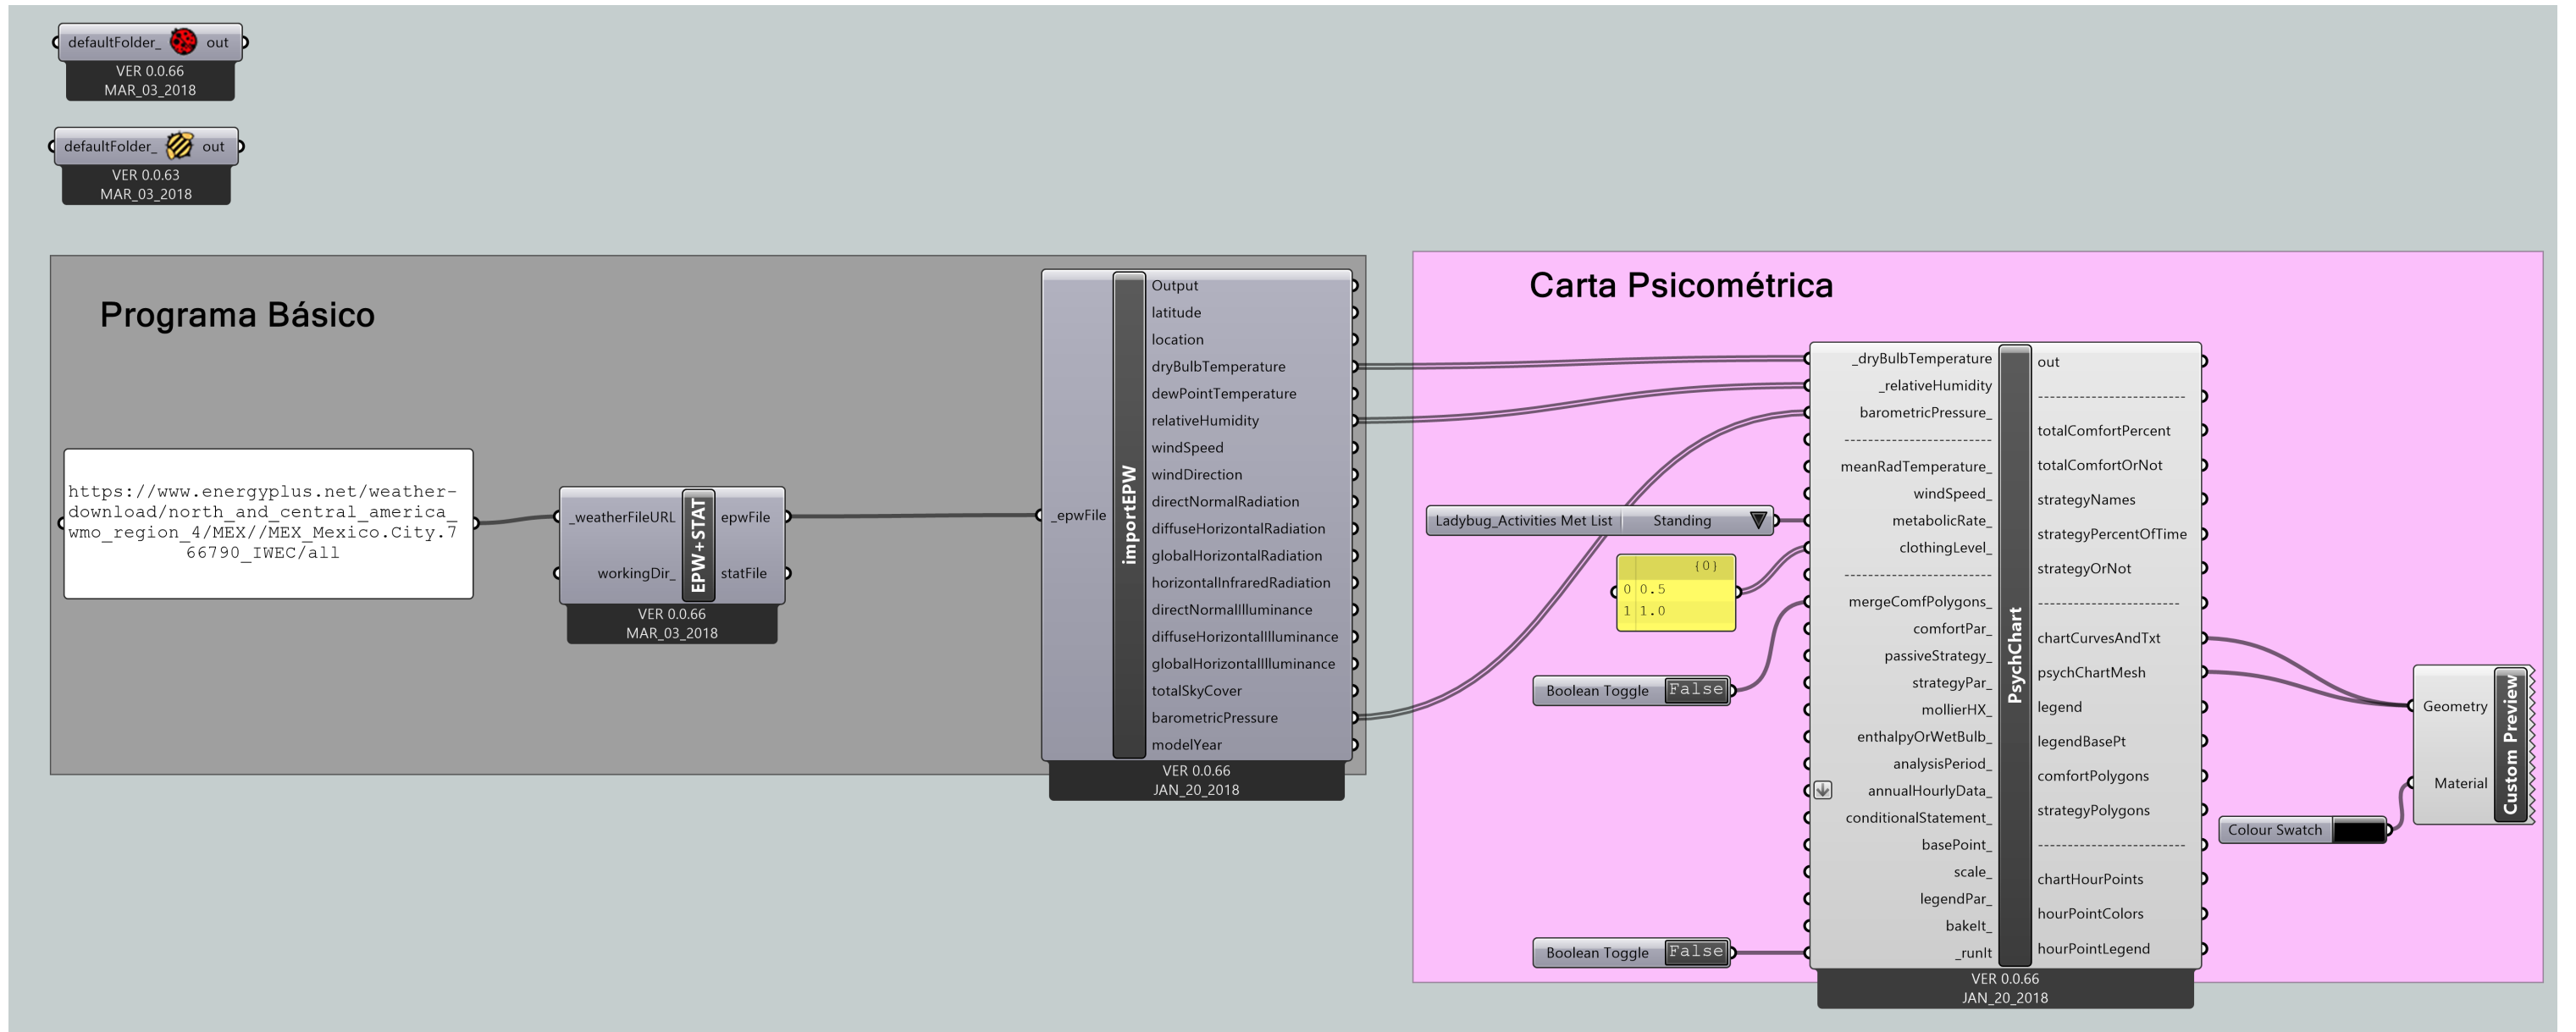 defaultFolder_ out
VER 0.0.66
MAR_03_2018
defaultFolder_ out
VER 0.0.63
MAR_03_2018
Programa Básico
https://www.energyplus.net/weather-
download/north_and_central_america_
wmo_region_4/MEX//MEX_Mexico.City.7
66790_IWEC/all
_weatherFileURL
workingDir_
EPW+STAT
epwFile
statFile
VER 0.0.66
MAR_03_2018
_epwFile
importEPW
Output
latitude
location
dryBulbTemperature
dewPointTemperature
relativeHumidity
windSpeed
windDirection
directNormalRadiation
diffuseHorizontalRadiation
globalHorizontalRadiation
horizontalInfraredRadiation
directNormalIlluminance
diffuseHorizontalIlluminance
globalHorizontalIlluminance
totalSkyCover
barometricPressure
modelYear
VER 0.0.66
JAN_20_2018
Carta Psicométrica
Ladybug_Activities Met List Standing
{0}
0 0.5
1 1.0
Boolean Toggle False
Boolean Toggle False
_dryBulbTemperature
_relativeHumidity
barometricPressure_
----------------------
meanRadTemperature_
windSpeed_
metabolicRate_
clothingLevel_
----------------------
mergeComfPolygons_
comfortPar_
passiveStrategy_
strategyPar_
mollierHX_
enthalpyOrWetBulb_
analysisPeriod_
annualHourlyData_
conditionalStatement_
basePoint_
scale_
legendPar_
bakeIt_
_runIt
PsychChart
out
----------------------
totalComfortPercent
totalComfortOrNot
strategyNames
strategyPercentOfTime
strategyOrNot
---------------------
chartCurvesAndTxt
psychChartMesh
legend
legendBasePt
comfortPolygons
strategyPolygons
----------------------
chartHourPoints
hourPointColors
hourPointLegend
VER 0.0.66
JAN_20_2018
Colour Swatch
Geometry
Material
Custom Preview